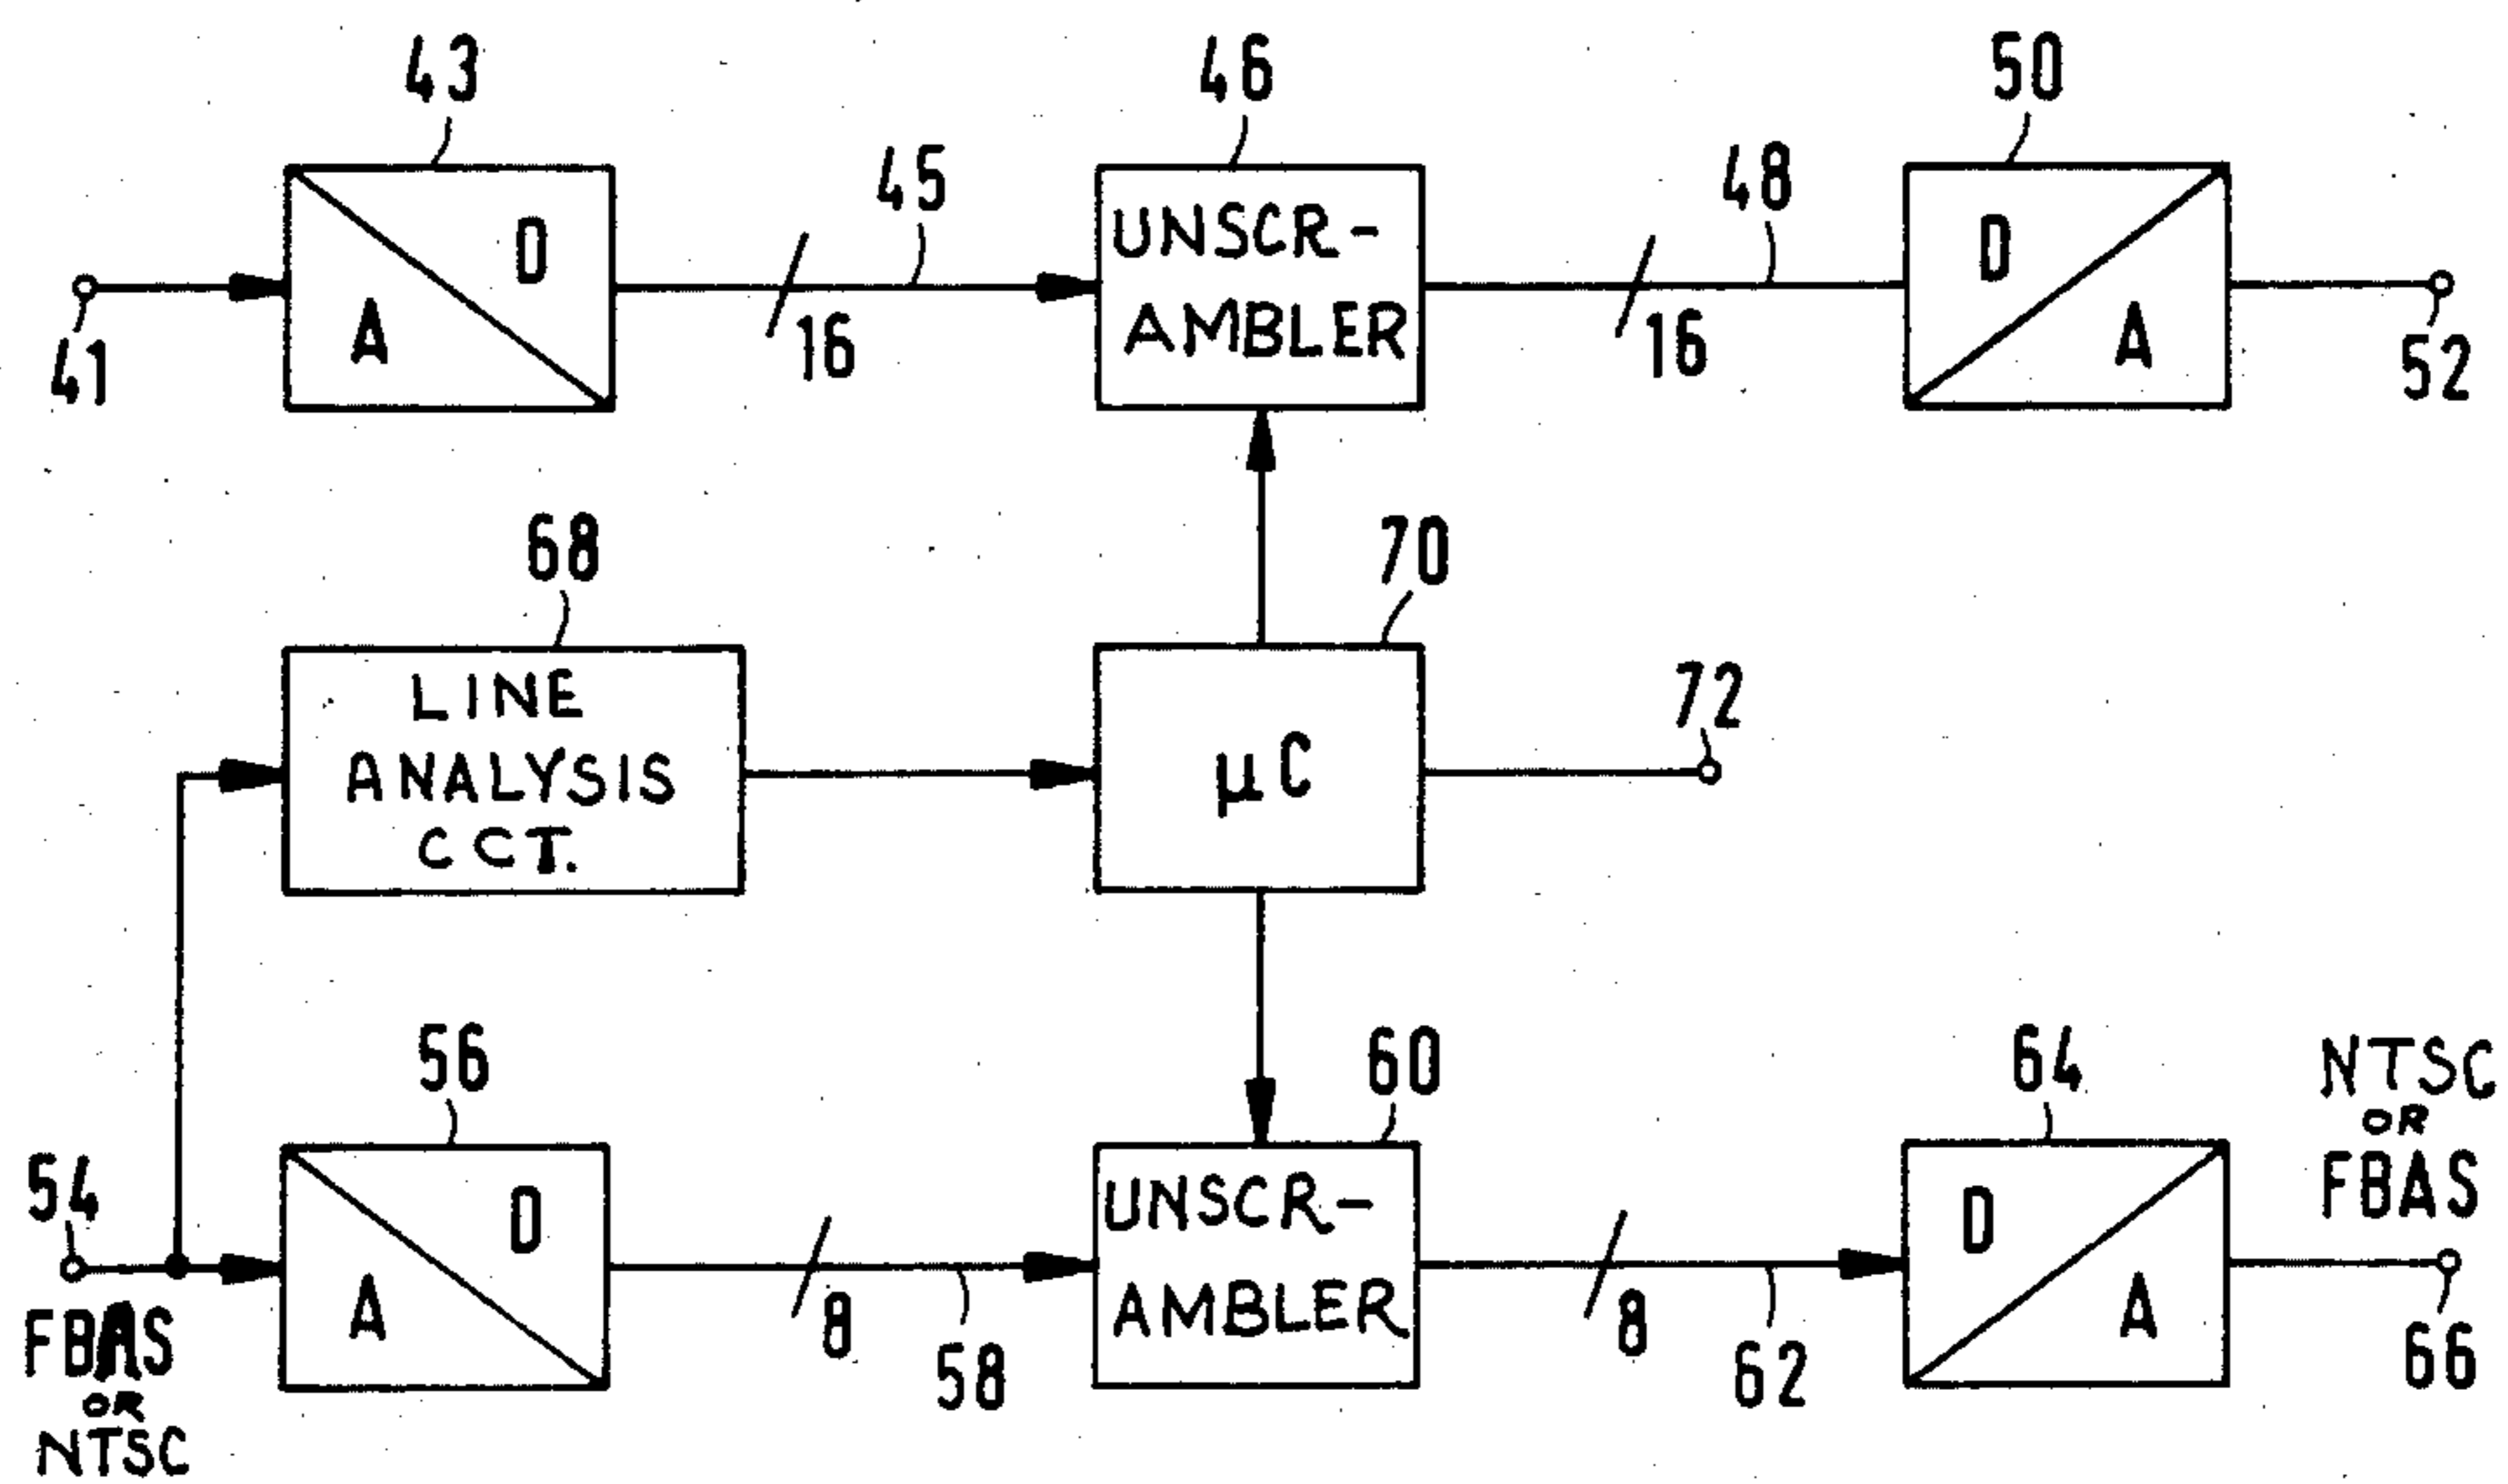 43
46
50
45
48
D
A
UNSCR-
AMBLER
D
A
41
16
16
52
68
70
72
LINE
ANALYSIS
CCT.
µC
56
60
64
NTSC
OR
FBAS
54
D
A
UNSCR-
AMBLER
D
A
FBAS
OR
NTSC
8
58
8
62
66